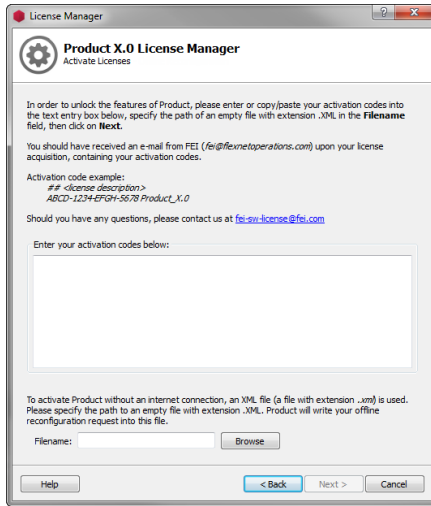 License Manager
?
Product X.0 License Manager
Activate Licenses
In order to unlock the features of Product, please enter or copy/paste your activation codes into
the text entry box below, specify the path of an empty file with extension .XML in the Filename
field, then click on Next.
You should have received an e-mail from FEI (fei@flexnetoperations.com) upon your license
acquisition, containing your activation codes.
Activation code example:
## <license description>
ABCD-1234-EFGH-5678 Product_X.0
Should you have any questions, please contact us at fei-sw-license@fei.com
Enter your activation codes below:
To activate Product without an internet connection, an XML file (a file with extension ..xml) is used.
Please specify the path to an empty file with extension .XML. Product will write your offline
reconfiguration request into this file.
Filename:
Browse
Help
< Back
Next >
Cancel